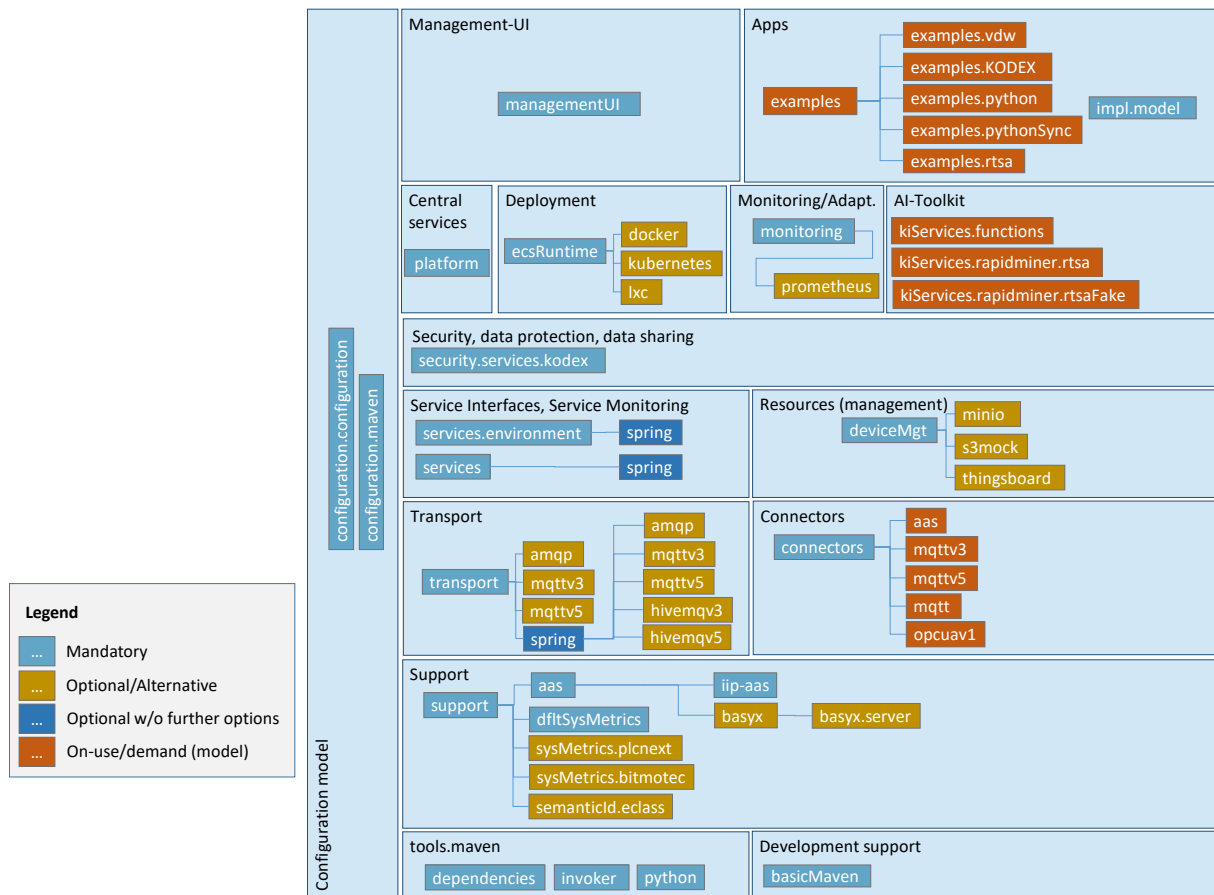 Management-UI
managementUI
Apps
examples
examples.vdw
examples.KODEX
examples.python
examples.pythonSync
examples.rtsa
impl.model
Central
services
platform
Deployment
ecsRuntime
docker
kubernetes
lxc
Monitoring/Adapt.
monitoring
prometheus
AI-Toolkit
kiServices.functions
kiServices.rapidminer.rtsa
kiServices.rapidminer.rtsaFake
Security, data protection, data sharing
security.services.kodex
Service Interfaces, Service Monitoring
services.environment
spring
services
spring
Resources (management)
deviceMgt
minio
s3mock
thingsboard
Transport
transport
amqp
mqttv3
mqttv5
spring
amqp
mqttv3
mqttv5
hivemqv3
hivemqv5
Connectors
connectors
aas
mqttv3
mqttv5
mqtt
opcuav1
Support
support
aas
iip-aas
basyx
basyx.server
dfltSysMetrics
sysMetrics.plcnext
sysMetrics.bitmotec
semanticId.eclass
tools.maven
dependencies
invoker
python
Development support
basicMaven
Configuration model
configuration.configuration
configuration.maven
Legend
... Mandatory
... Optional/Alternative
... Optional w/o further options
... On-use/demand (model)